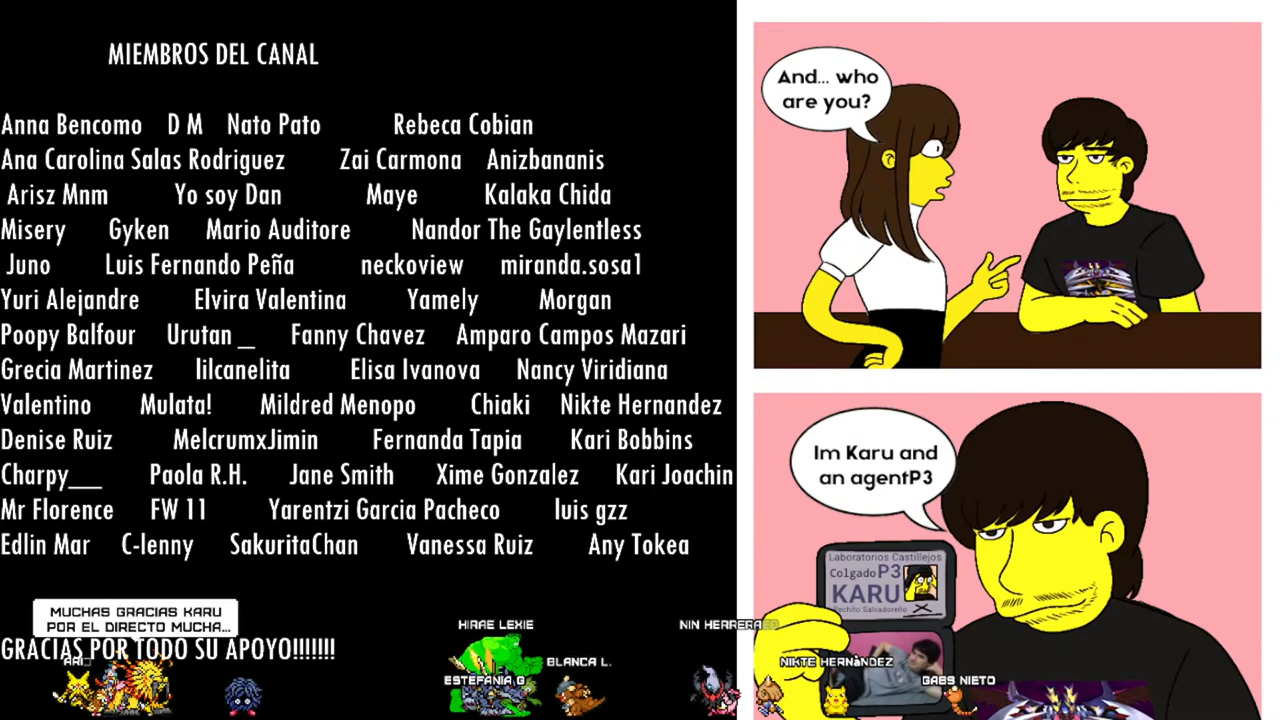 MIEMBROS DEL CANAL
Anna Bencomo D M Nato Pato Rebeca Cobian
Ana Carolina Salas Rodriguez Zai Carmona Anizbananis
Arisz Mnm Yo soy Dan Maye Kalaka Chida
Misery Gyken Mario Auditore Nandor The Gaylentless
Juno Luis Fernando Peña neckoview miranda.sosa1
Yuri Alejandre Elvira Valentina Yamely Morgan
Poopy Balfour Urutan _ Fanny Chavez Amparo Campos Mazari
Grecia Martinez lilcanelita Elisa Ivanova Nancy Viridiana
Valentino Mulata! Mildred Menopo Chiaki Nikte Hernandez
Denise Ruiz MelcrumxJimin Fernanda Tapia Kari Bobbins
Charpy___ Paola R.H. Jane Smith Xime Gonzalez Kari Joachin
Mr Florence FW 11 Yarentzi Garcia Pacheco luis gzz
Edlin Mar C-lenny SakuritaChan Vanessa Ruiz Any Tokea
MUCHAS GRACIAS KARU
POR EL DIRECTO MUCHA...
GRACIAS POR TODO SU APOYO!!!!!!!
HIRAE LEXIE
BLANCA L.
ESTEFANIA G
NIN HERRERA
And... who
are you?
Im Karu and
an agentP3
Laboratorios Castillejos
Colgado P3
KARU
Pechito Salvadoreño
NIKTE HERNÀNDEZ
GABS NIETO